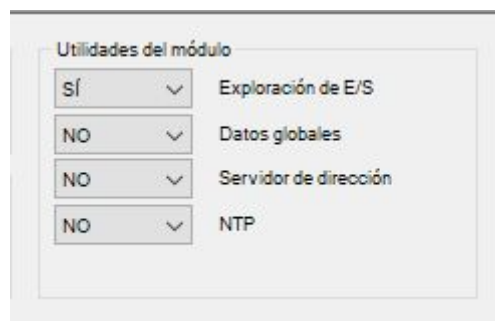 Utilidades del módulo
SÍ Exploración de E/S
NO Datos globales
NO Servidor de dirección
NO NTP